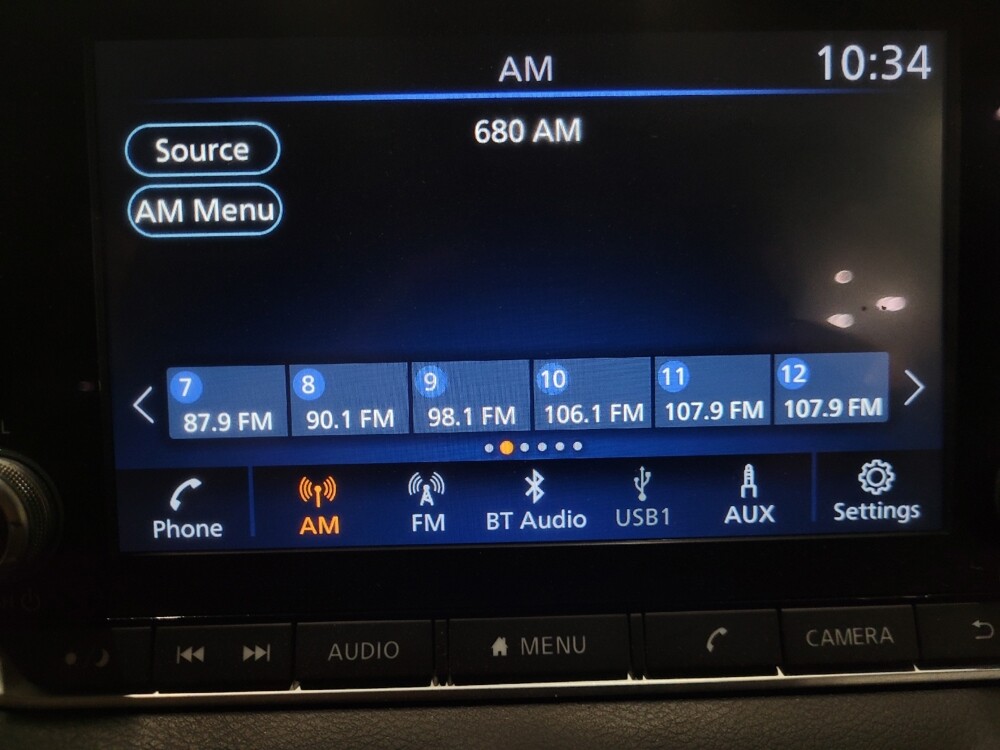 AM
10:34
680 AM
Source
AM Menu
7
8
9
10
11
12
87.9 FM
90.1 FM
98.1 FM
106.1 FM
107.9 FM
107.9 FM
Phone
AM
FM
BT Audio
USB1
AUX
Settings
AUDIO
MENU
CAMERA